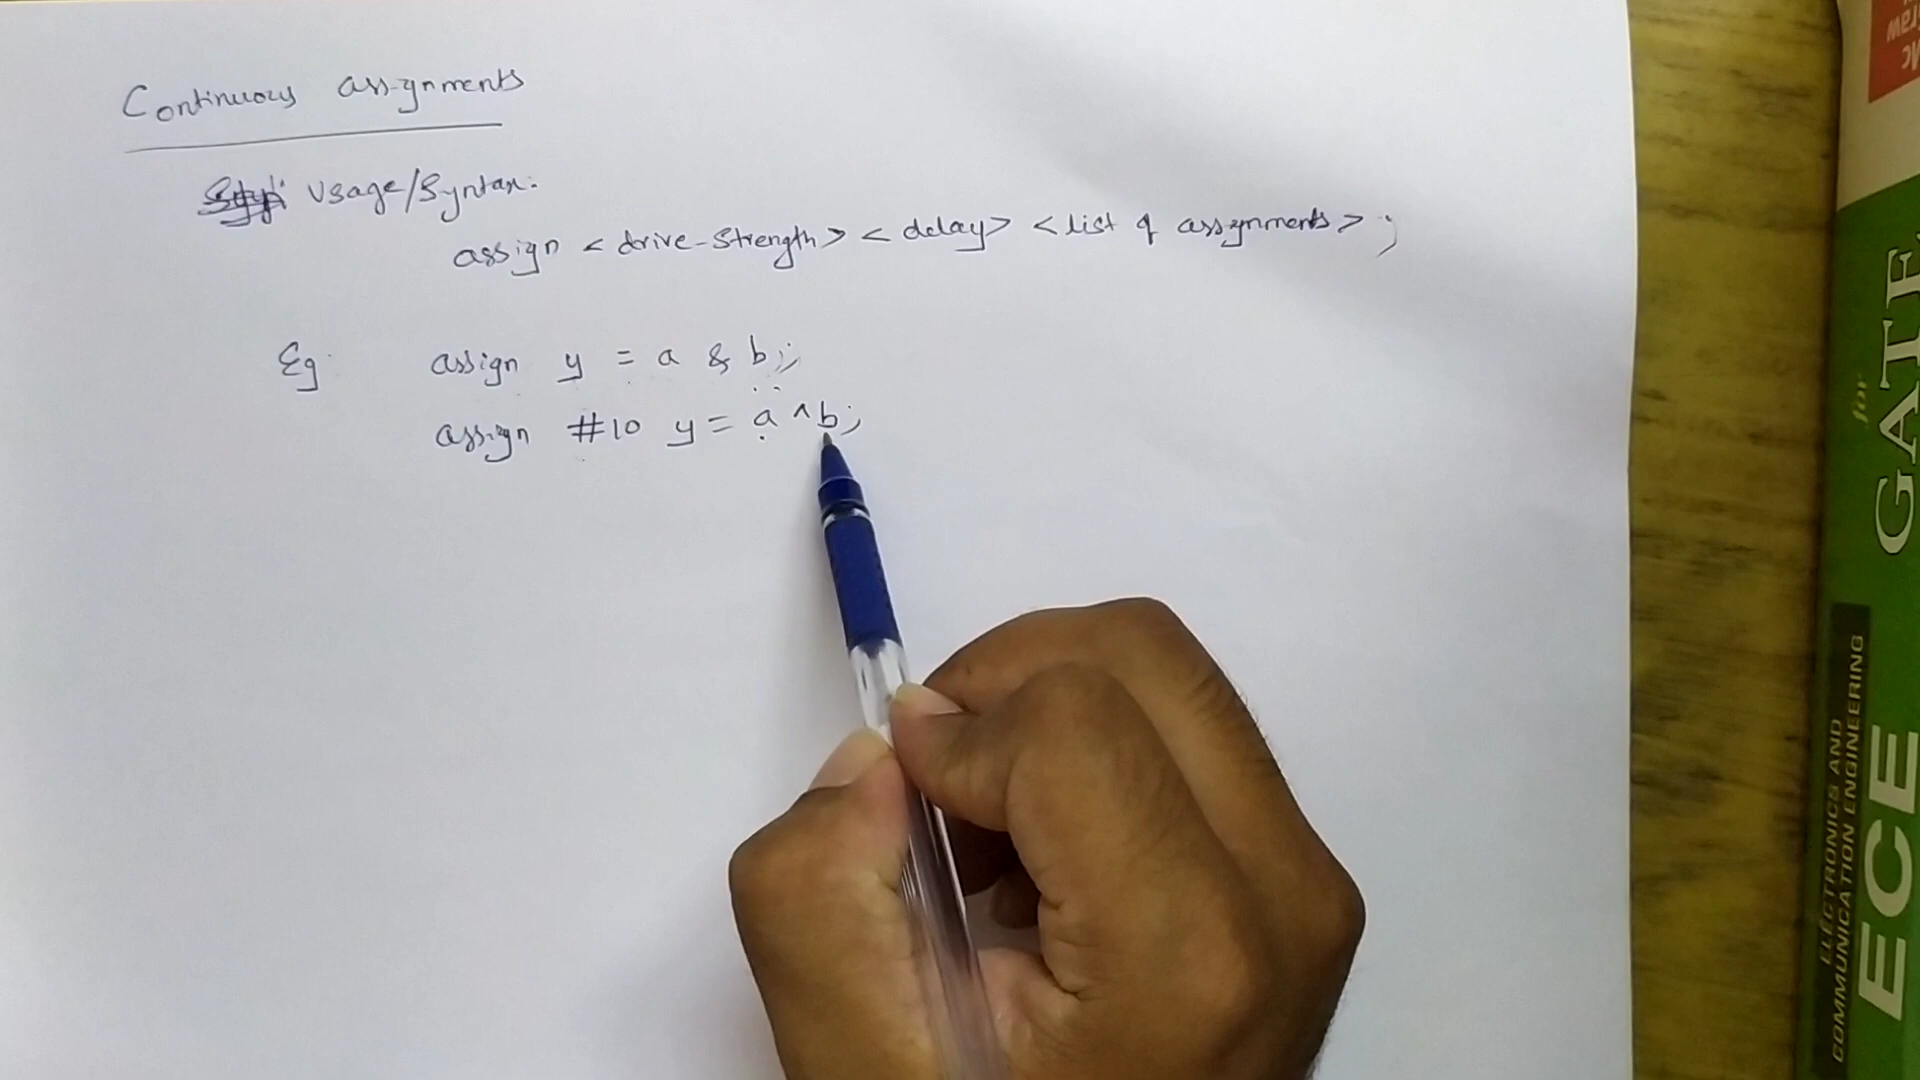 Continuous assignments
Usage/Syntax:
assign <drive-strength> <delay> <list of assignments> ;
Eg assign y = a & b;
assign #10 y = a ^ b;
for
GATE
ELECTRONICS AND
COMMUNICATION ENGINEERING
ECE